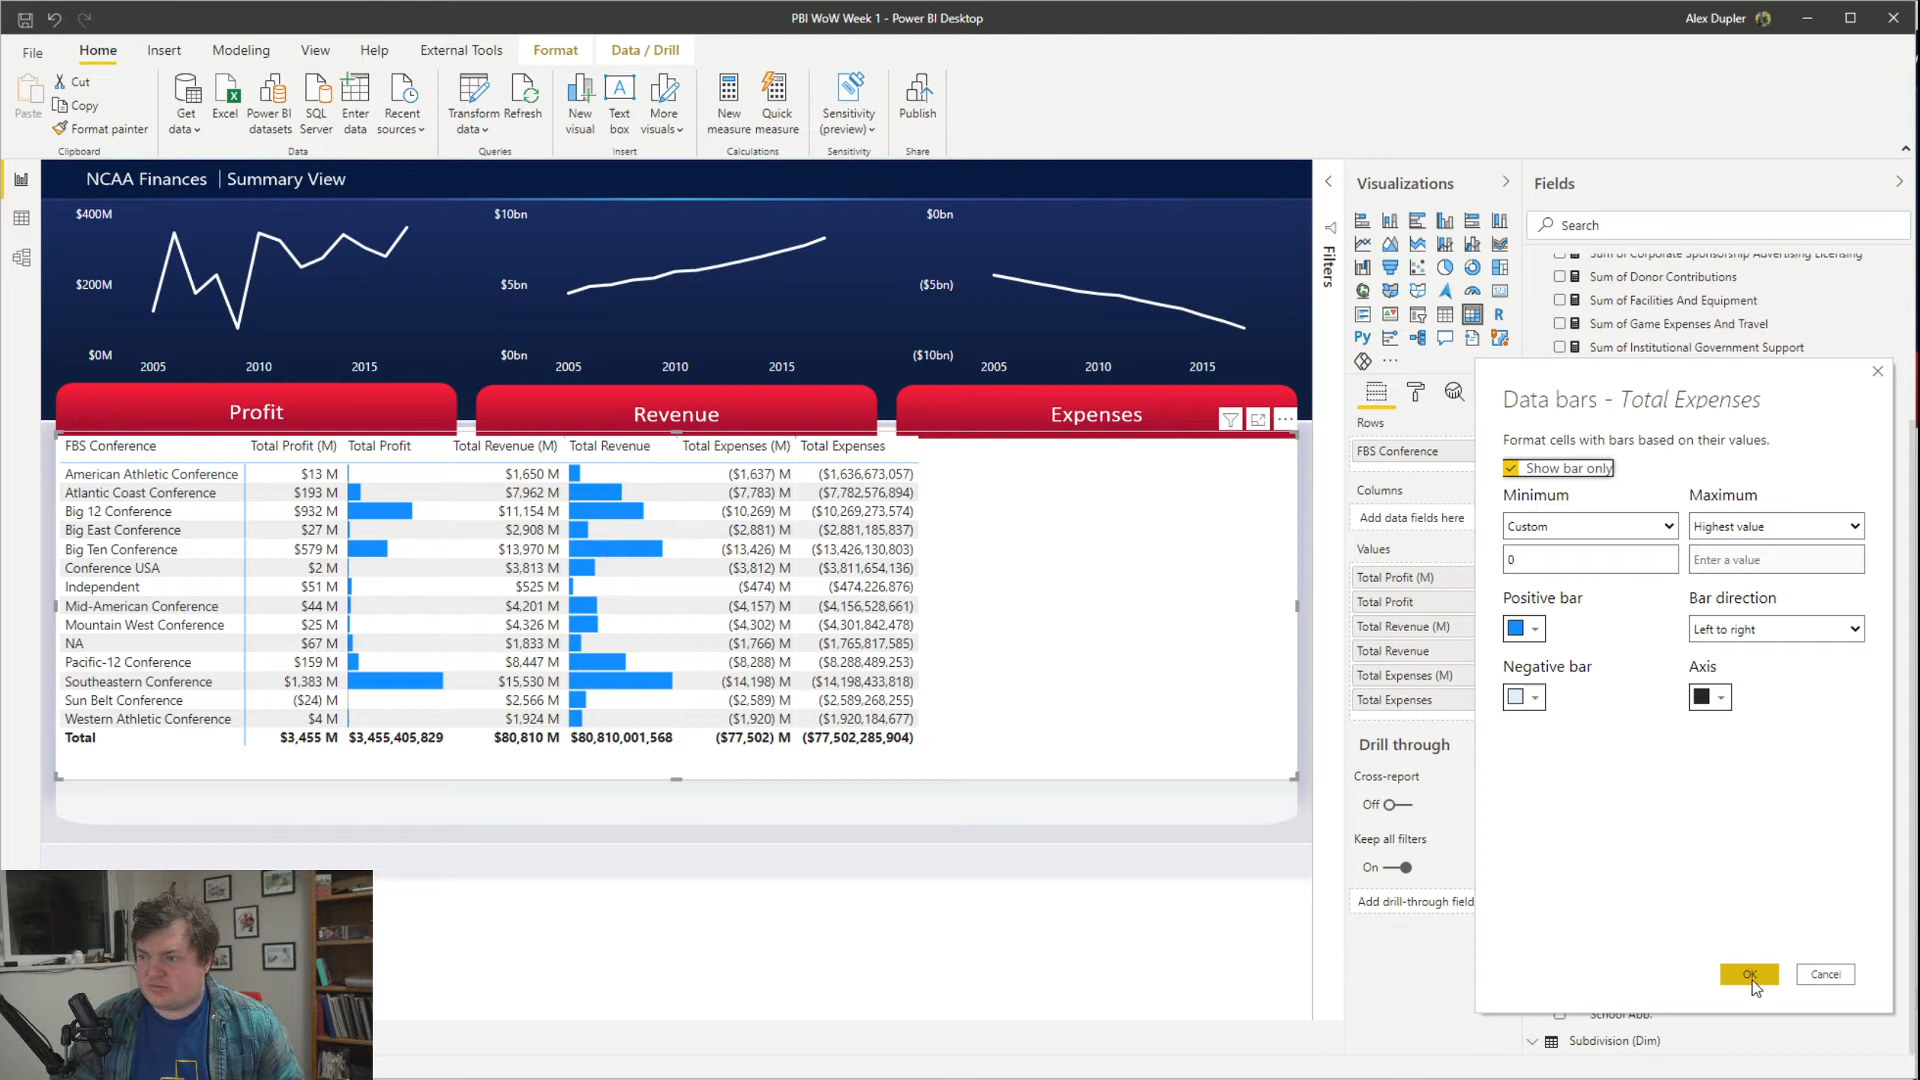 PBI WoW Week 1 - Power BI Desktop
Alex Dupler
File
Home
Insert
Modeling
View
Help
External Tools
Format
Data / Drill
Paste
Cut
Copy
Format painter
Clipboard
Get data
Excel
Power BI datasets
SQL Server
Enter data
Recent sources
Data
Transform data
Refresh
Queries
New visual
Text box
More visuals
Insert
New measure
Quick measure
Calculations
Sensitivity (preview)
Sensitivity
Publish
Share
NCAA Finances | Summary View
$400M
$200M
$0M
2005 2010 2015
$10bn
$5bn
$0bn
2005 2010 2015
$0bn
($5bn)
($10bn)
2005 2010 2015
Profit
Revenue
Expenses
FBS Conference Total Profit (M) Total Profit Total Revenue (M) Total Revenue Total Expenses (M) Total Expenses
American Athletic Conference $13 M $1,650 M ($1,637) M ($1,636,673,057)
Atlantic Coast Conference $193 M $7,962 M ($7,783) M ($7,782,576,894)
Big 12 Conference $932 M $11,154 M ($10,269) M ($10,269,273,574)
Big East Conference $27 M $2,908 M ($2,881) M ($2,881,185,837)
Big Ten Conference $579 M $13,970 M ($13,426) M ($13,426,130,803)
Conference USA $2 M $3,813 M ($3,812) M ($3,811,654,136)
Independent $51 M $525 M ($474) M ($474,226,876)
Mid-American Conference $44 M $4,201 M ($4,157) M ($4,156,528,661)
Mountain West Conference $25 M $4,326 M ($4,302) M ($4,301,842,478)
NA $67 M $1,833 M ($1,766) M ($1,765,817,585)
Pacific-12 Conference $159 M $8,447 M ($8,288) M ($8,288,489,253)
Southeastern Conference $1,383 M $15,530 M ($14,198) M ($14,198,433,818)
Sun Belt Conference ($24) M $2,566 M ($2,589) M ($2,589,268,255)
Western Athletic Conference $4 M $1,924 M ($1,920) M ($1,920,184,677)
Total $3,455 M $3,455,405,829 $80,810 M $80,810,001,568 ($77,502) M ($77,502,285,904)
Filters
Visualizations
R
Py
Rows
FBS Conference
Columns
Add data fields here
Values
Total Profit (M)
Total Profit
Total Revenue (M)
Total Revenue
Total Expenses (M)
Total Expenses
Drill through
Cross-report
Off
Keep all filters
On
Add drill-through field
Fields
Search
Sum of Corporate Sponsorship Advertising Licensing
Sum of Donor Contributions
Sum of Facilities And Equipment
Sum of Game Expenses And Travel
Sum of Institutional Government Support
Data bars - Total Expenses
Format cells with bars based on their values.
Show bar only
Minimum
Maximum
Custom
Highest value
0
Enter a value
Positive bar
Bar direction
Left to right
Negative bar
Axis
OK
Cancel
School Abb.
Subdivision (Dim)